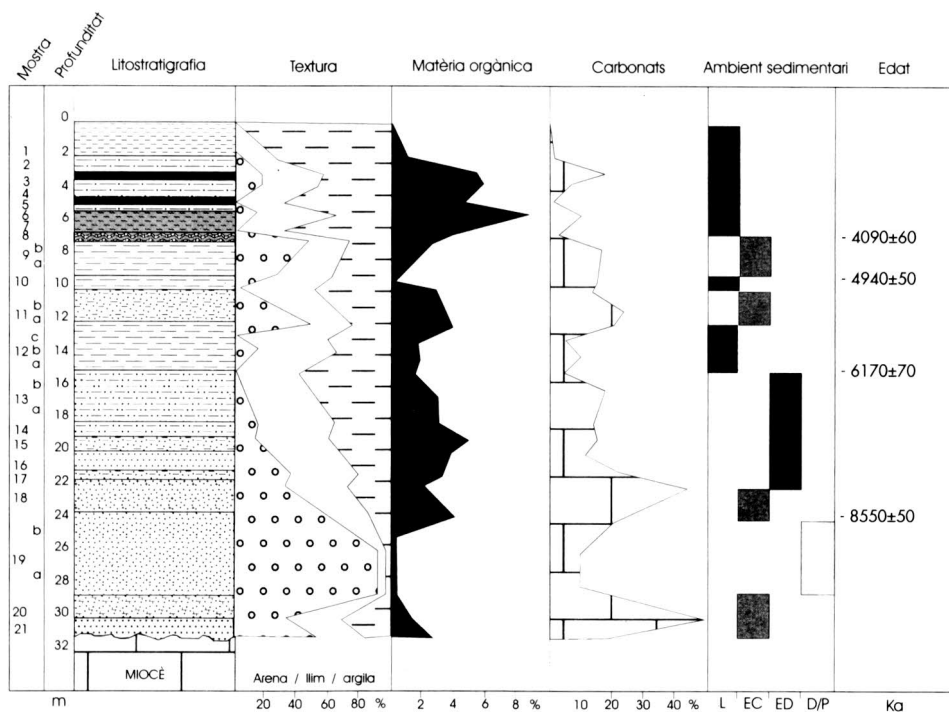 Mostra
Profunditat
Litostratigrafia
Textura
Matèria orgànica
Carbonats
Ambient sedimentari
Edat
0
1
2
2
3
4
4
5
6
6
7
8
b
8
9
a
10
10
b
11
a
12
c
12
b
14
a
b
16
13
a
18
14
15
20
16
22
17
18
24
b
26
19
a
28
20
30
21
32
- 4090±60
- 4940±50
- 6170±70
- 8550±50
MIOCÈ
Arena / llim / argila
m
20 40 60 80 %
2 4 6 8 %
10 20 30 40 %
L EC ED D/P
Ka